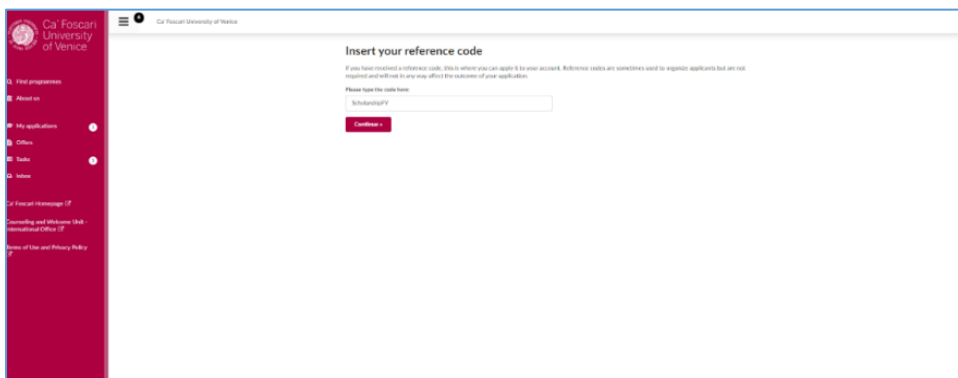 Ca' Foscari
University
of Venice
Ca' Foscari University of Venice
Find programmes
About us
My applications
Offers
Tasks
Inbox
Ca' Foscari Homepage
Counseling and Welcome Unit -
International Office
Terms of Use and Privacy Policy
Insert your reference code
If you have received a reference code, this is where you can apply it to your account. Reference codes are sometimes used to organize applicants but are not
required and will not in any way affect the outcome of your application.
Please type the code here:
ScholarshipFY
Continue »